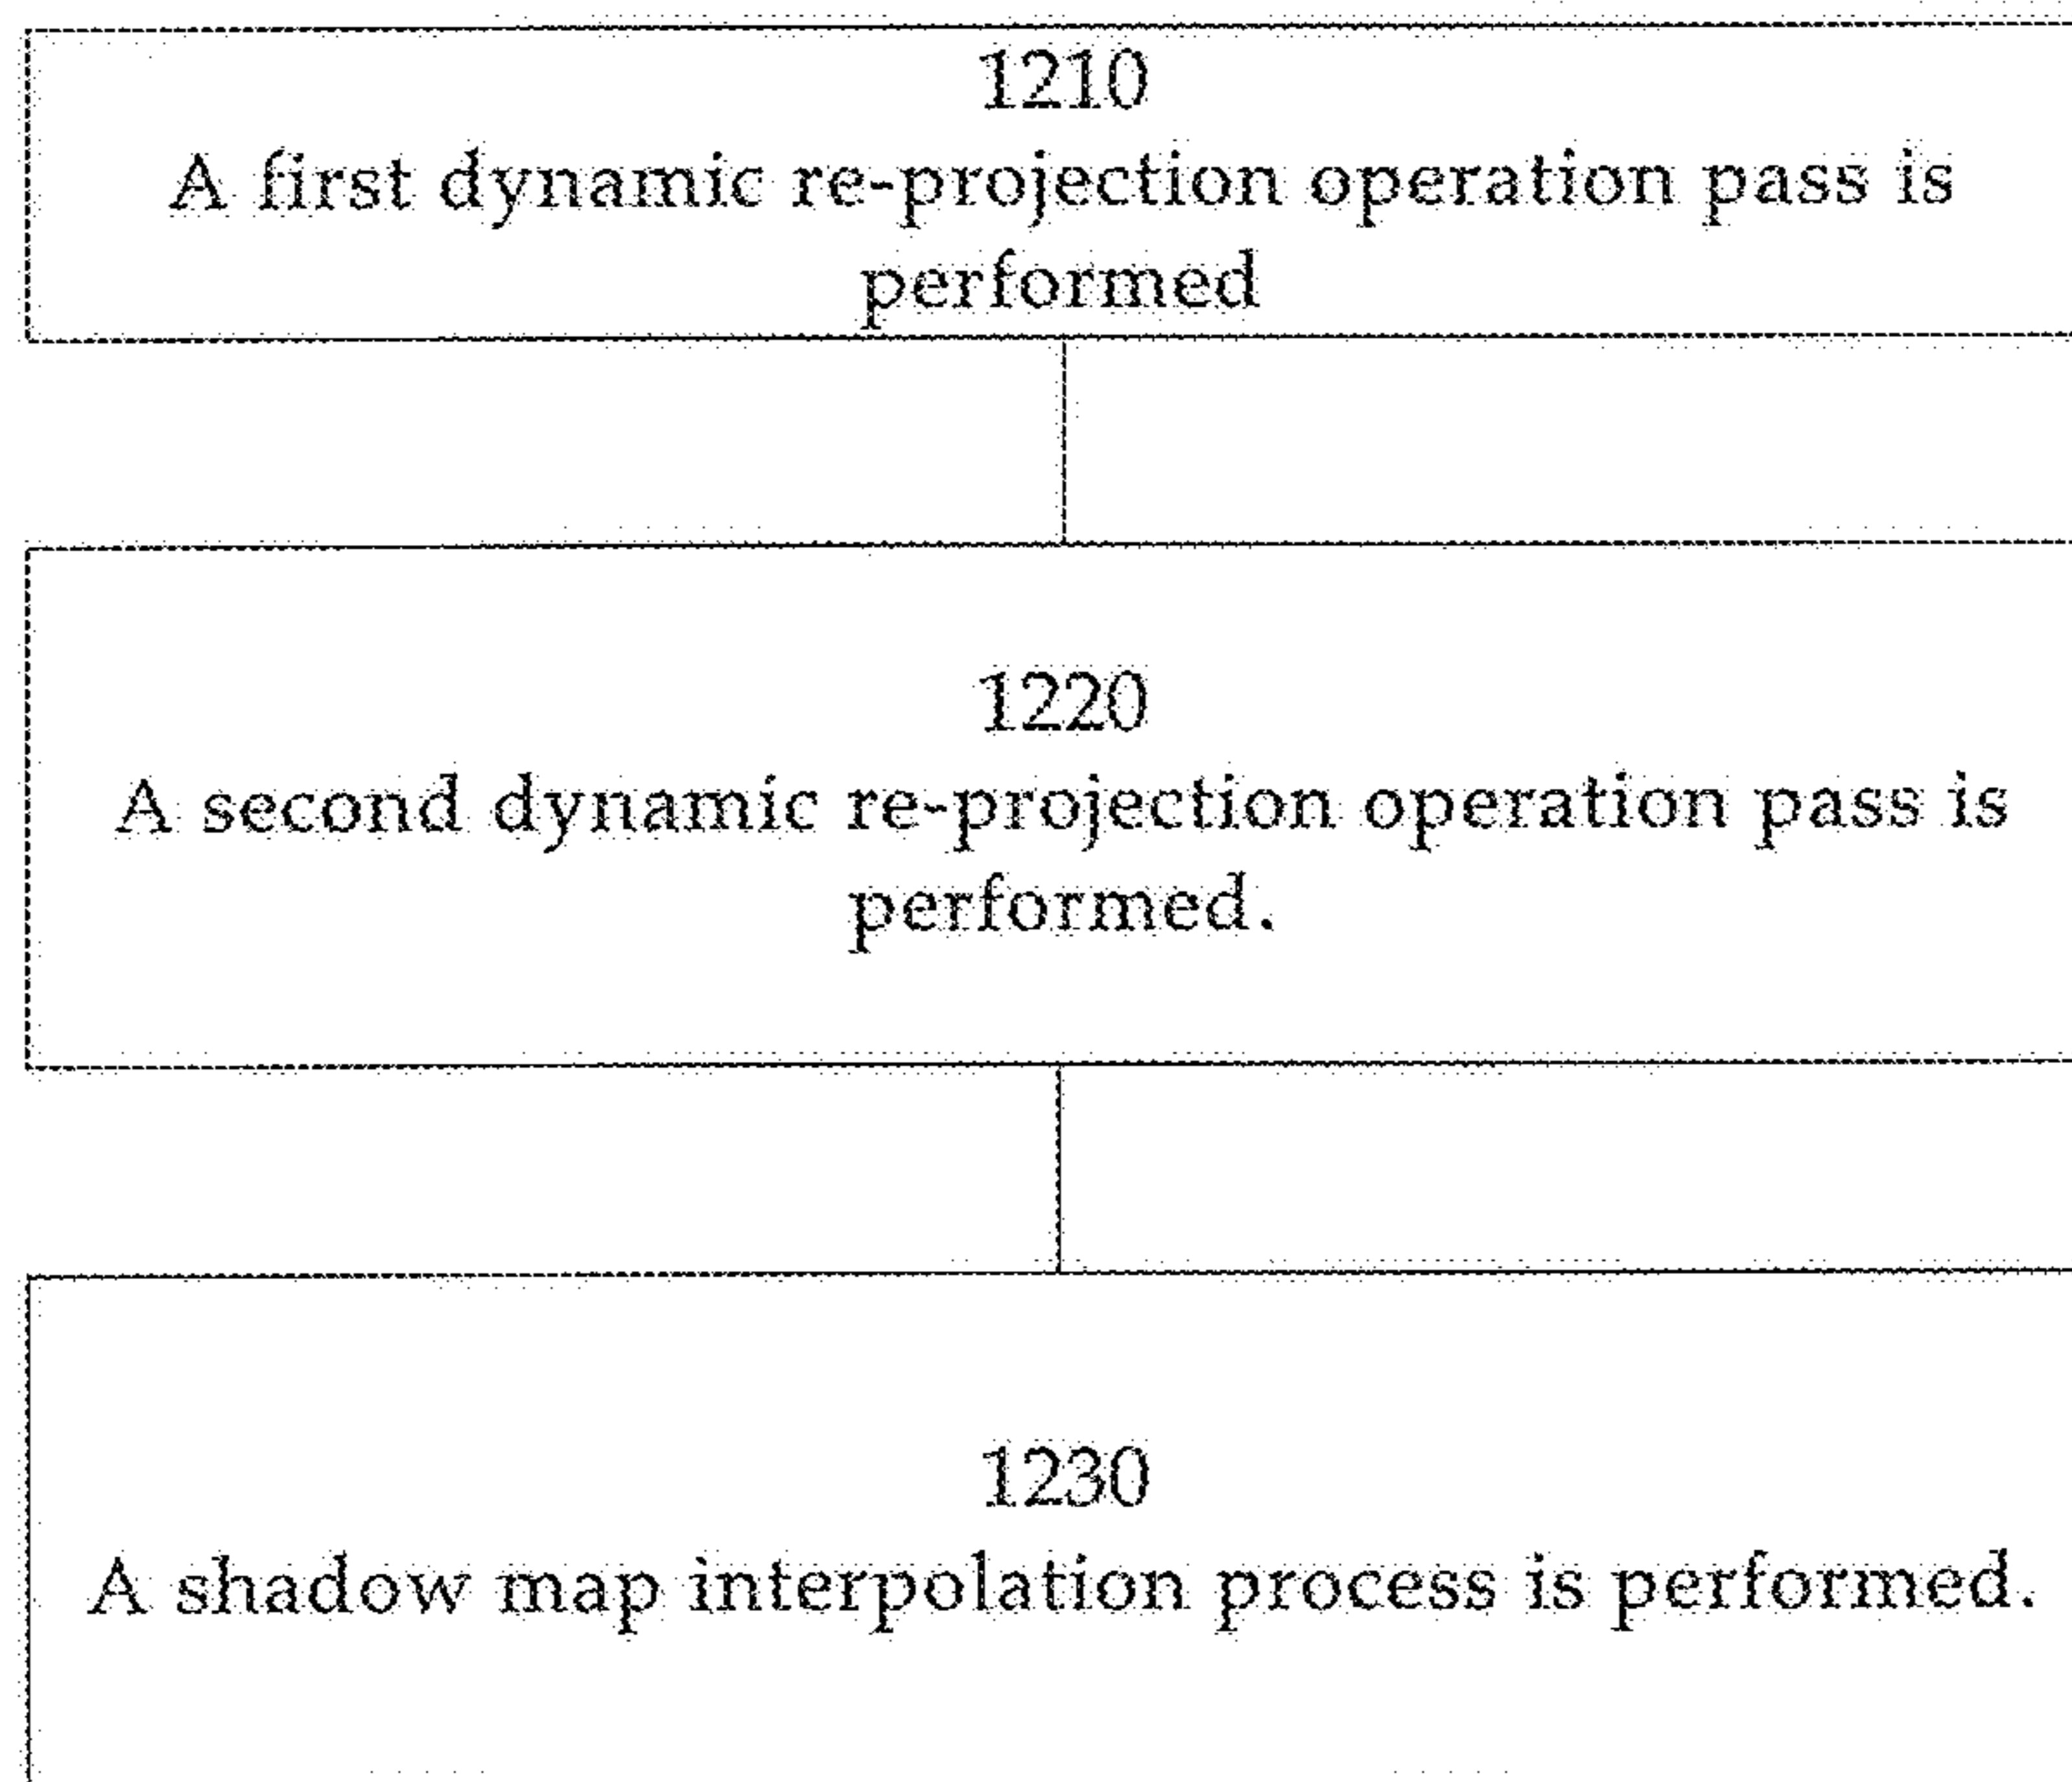 1210
A first dynamic re-projection operation pass is
performed
1220
A second dynamic re-projection operation pass is
performed.
1230
A shadow map interpolation process is performed.